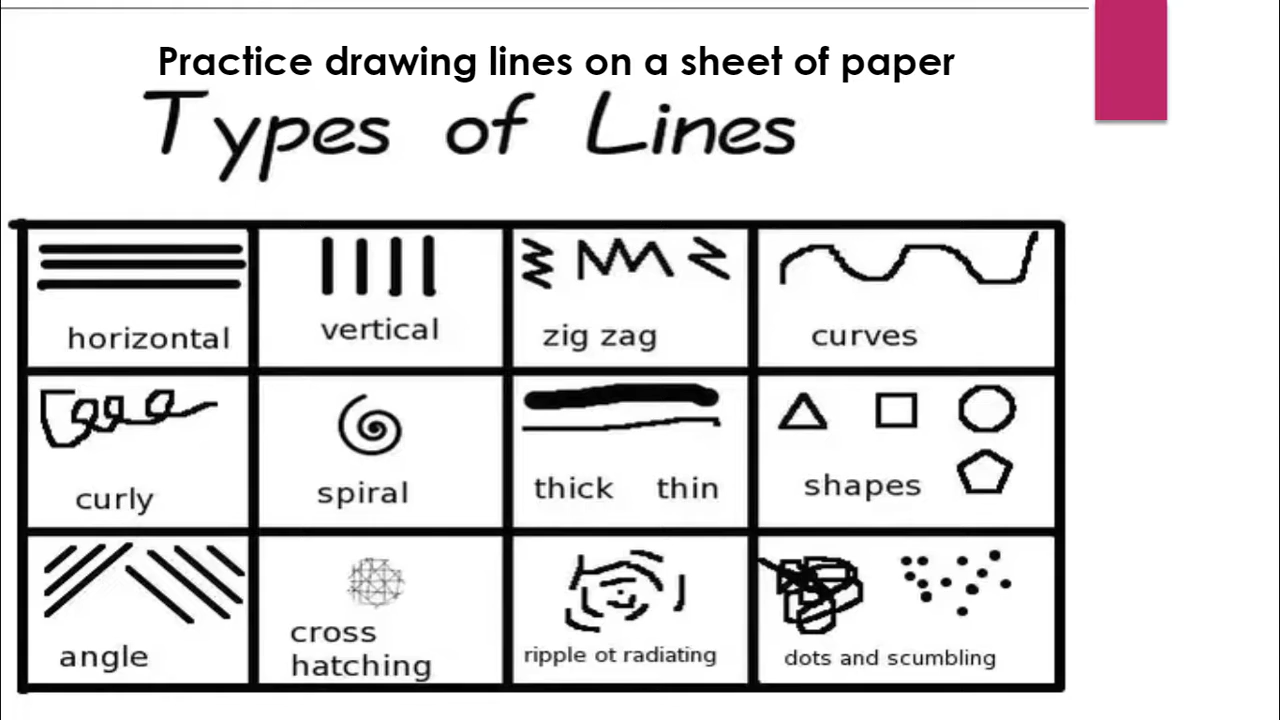 Practice drawing lines on a sheet of paper
Types of Lines
horizontal
vertical
zig zag
curves
curly
spiral
thick thin
shapes
angle
cross
hatching
ripple ot radiating
dots and scumbling